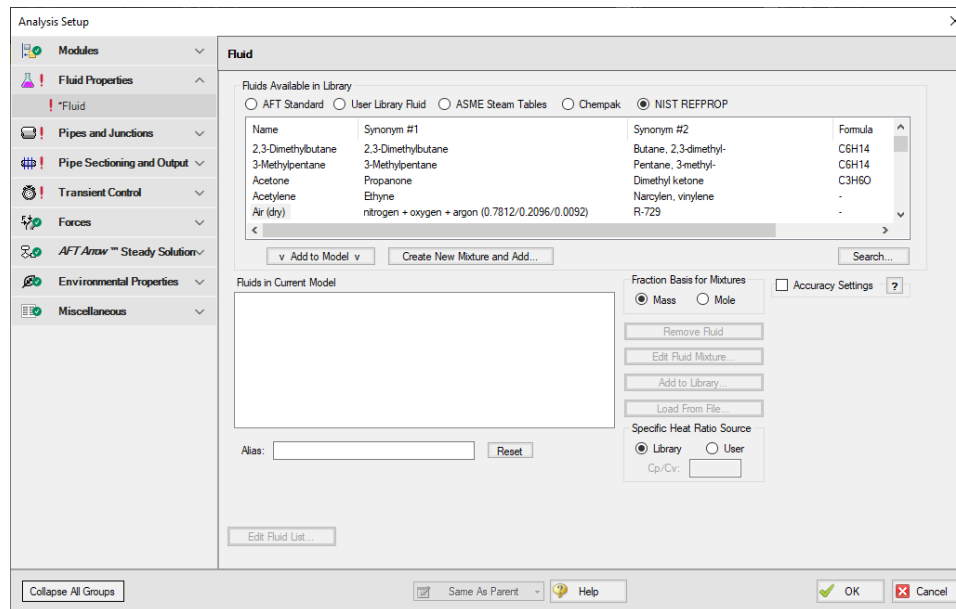 Analysis Setup
Modules
Fluid Properties
*Fluid
Pipes and Junctions
Pipe Sectioning and Output
Transient Control
Forces
AFT Arrow ™ Steady Solution
Environmental Properties
Miscellaneous
Fluid
Fluids Available in Library
AFT Standard User Library Fluid ASME Steam Tables Chempak NIST REFPROP
Name Synonym #1 Synonym #2 Formula
2,3-Dimethylbutane 2,3-Dimethylbutane Butane, 2,3-dimethyl- C6H14
3-Methylpentane 3-Methylpentane Pentane, 3-methyl- C6H14
Acetone Propanone Dimethyl ketone C3H6O
Acetylene Ethyne Narcylen, vinylene -
Air (dry) nitrogen + oxygen + argon (0.7812/0.2096/0.0092) R-729 -
v Add to Model v Create New Mixture and Add... Search...
Fluids in Current Model
Fraction Basis for Mixtures
Mass Mole
Accuracy Settings ?
Remove Fluid
Edit Fluid Mixture...
Add to Library...
Load From File...
Alias: Reset
Specific Heat Ratio Source
Library User
Cp/Cv:
Edit Fluid List...
Collapse All Groups Same As Parent Help OK Cancel